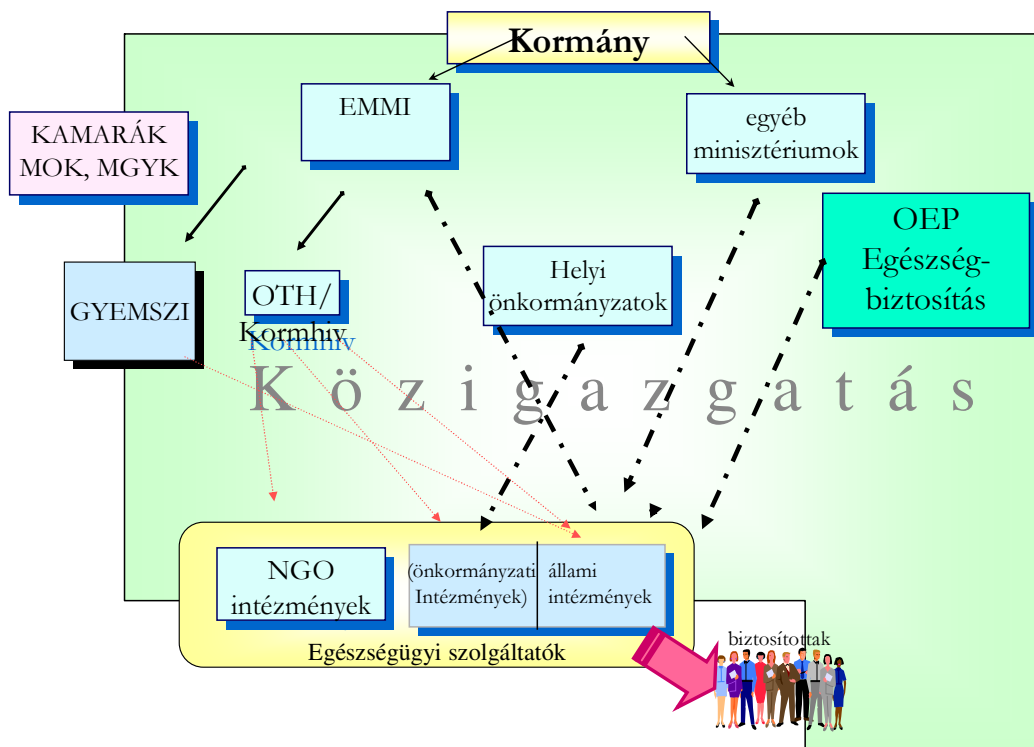 Kormány
EMMI
egyéb
minisztériumok
KAMARÁK
MOK, MGYK
OEP
Egészség-
biztosítás
Helyi
önkormányzatok
GYEMSZI
OTH/
Kormhiv
Közigazgatás
NGO
intézmények
(önkormányzati
Intézmények)
állami
intézmények
Egészségügyi szolgáltatók
biztosítottak